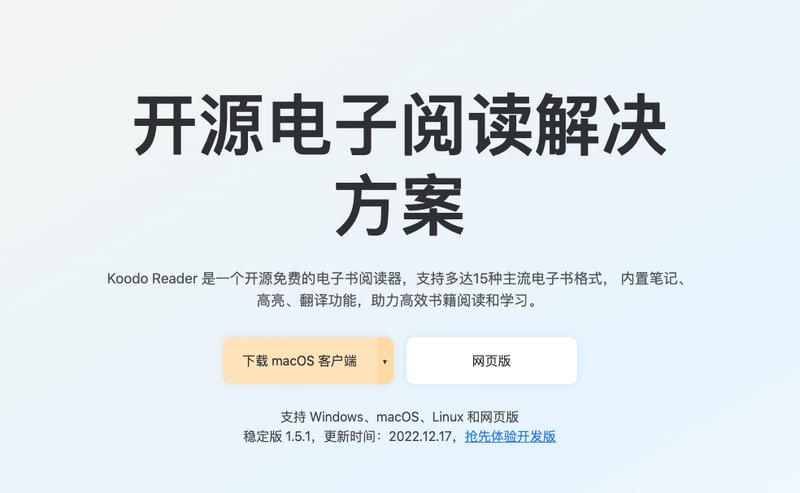 开源电子阅读解决
方案
Koodo Reader 是一个开源免费的电子书阅读器，支持多达15种主流电子书格式， 内置笔记、
高亮、翻译功能，助力高效书籍阅读和学习。
下载 macOS 客户端 ▾
网页版
支持 Windows、macOS、Linux 和网页版
稳定版 1.5.1，更新时间：2022.12.17，抢先体验开发版